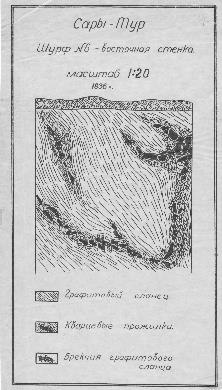 Сары-Тур
Шурф №6 - восточная стенка.
масштаб 1:20
1936 г.
Графитовый сланец
Кварцевые прожилки.
Брекчия графитового
сланца